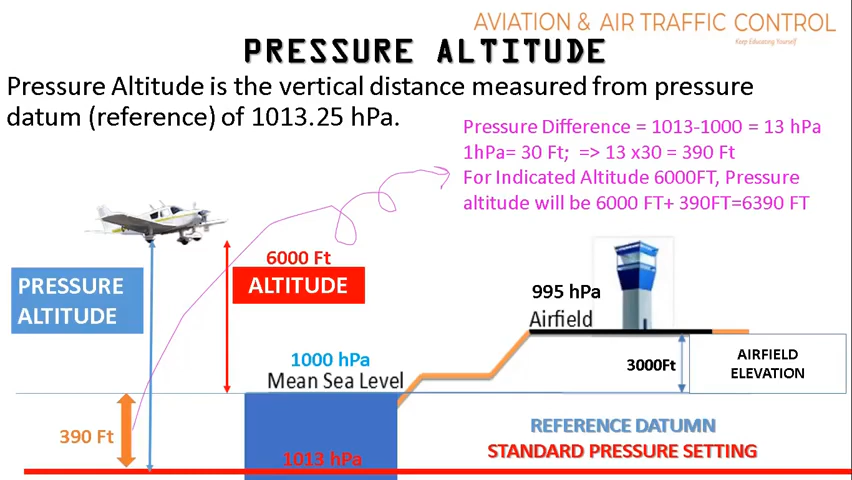 AVIATION & AIR TRAFFIC CONTROL
Keep Educating Yourself
PRESSURE ALTITUDE
Pressure Altitude is the vertical distance measured from pressure
datum (reference) of 1013.25 hPa.
Pressure Difference = 1013-1000 = 13 hPa
1hPa= 30 Ft;  => 13 x30 = 390 Ft
For Indicated Altitude 6000FT, Pressure
altitude will be 6000 FT+ 390FT=6390 FT
6000 Ft
ALTITUDE
PRESSURE
ALTITUDE
995 hPa
Airfield
1000 hPa
Mean Sea Level
3000Ft
AIRFIELD
ELEVATION
390 Ft
REFERENCE DATUMN
STANDARD PRESSURE SETTING
1013 hPa